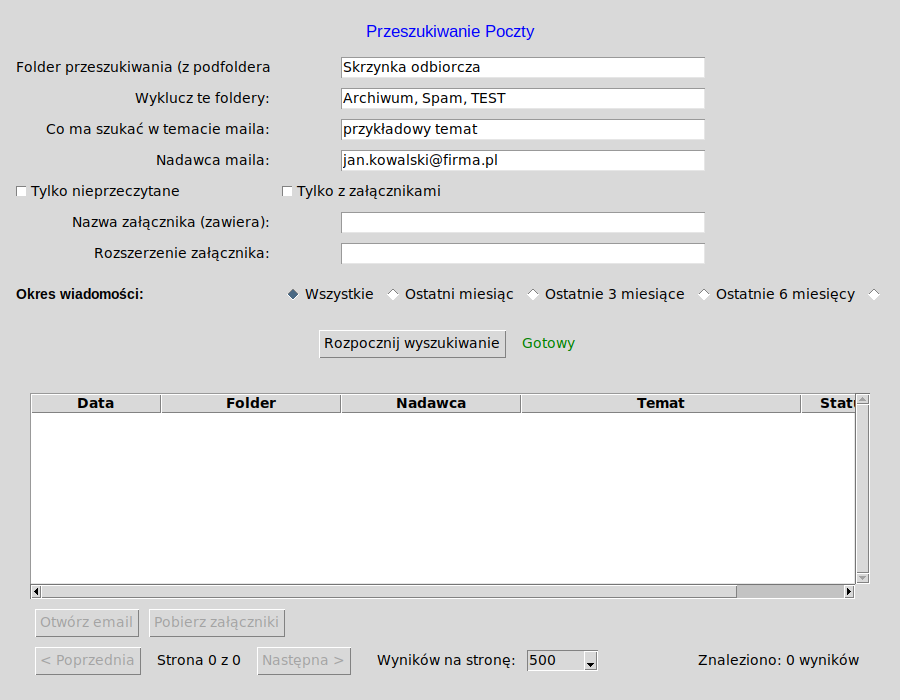 Przeszukiwanie Poczty
Folder przeszukiwania (z podfoldera
Skrzynka odbiorcza
Wyklucz te foldery:
Archiwum, Spam, TEST
Co ma szukać w temacie maila:
przykładowy temat
Nadawca maila:
jan.kowalski@firma.pl
Tylko nieprzeczytane
Tylko z załącznikami
Nazwa załącznika (zawiera):
Rozszerzenie załącznika:
Okres wiadomości:
Wszystkie
Ostatni miesiąc
Ostatnie 3 miesiące
Ostatnie 6 miesięcy
Rozpocznij wyszukiwanie
Gotowy
Data
Folder
Nadawca
Temat
Statu
Otwórz email
Pobierz załączniki
< Poprzednia
Strona 0 z 0
Następna >
Wyników na stronę:
500
Znaleziono: 0 wyników